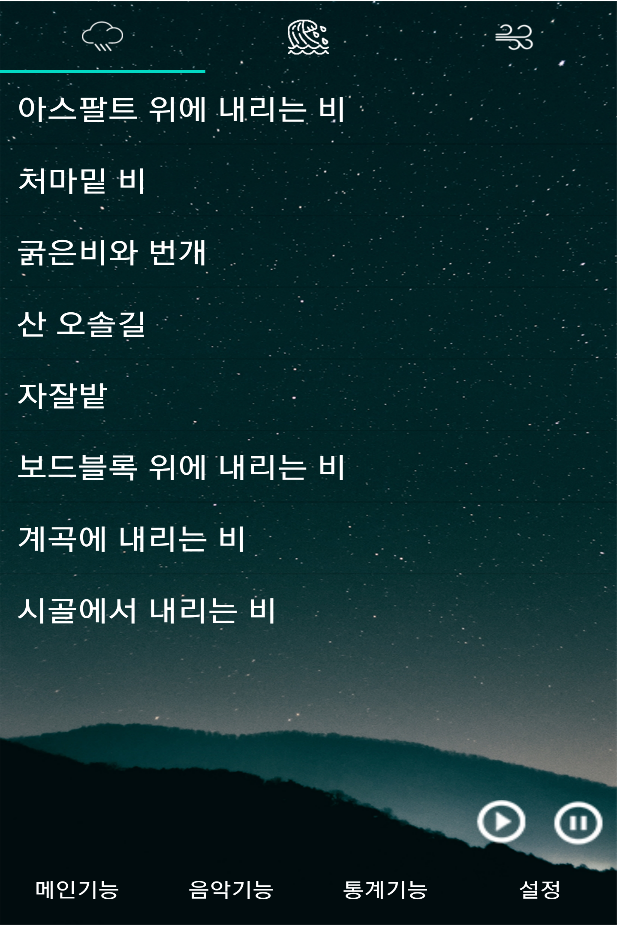 아스팔트 위에 내리는 비
처마밑 비
굵은비와 번개
산 오솔길
자잘밭
보드블록 위에 내리는 비
계곡에 내리는 비
시골에서 내리는 비
메인기능 음악기능 통계기능 설정